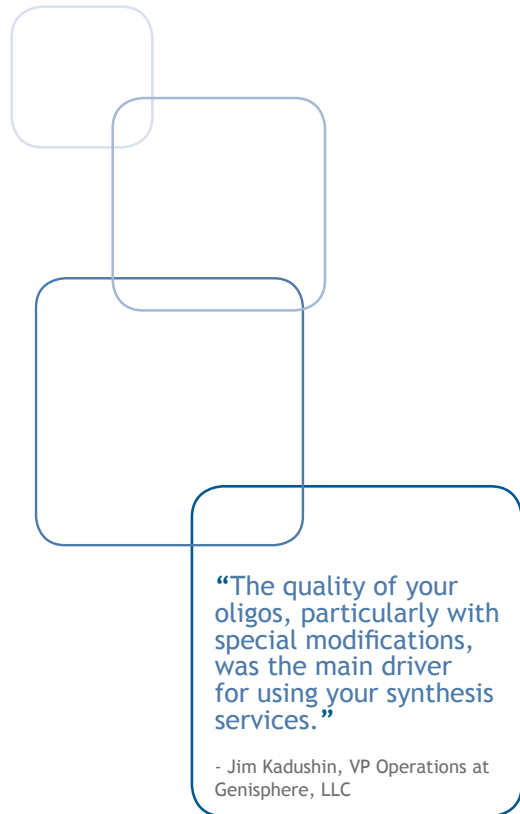 “The quality of your
oligos, particularly with
special modifications,
was the main driver
for using your synthesis
services.”
- Jim Kadushin, VP Operations at
Genisphere, LLC